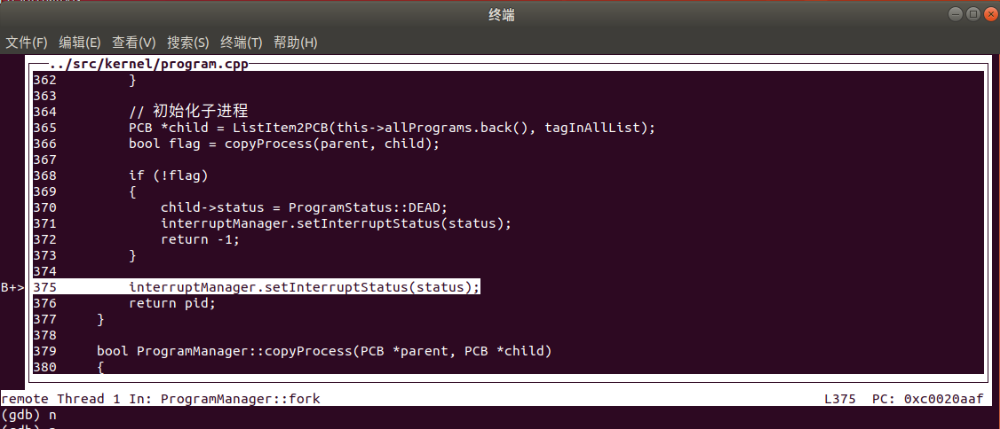 终端
文件(F) 编辑(E) 查看(V) 搜索(S) 终端(T) 帮助(H)
../src/kernel/program.cpp
362         }
363
364         // 初始化子进程
365         PCB *child = ListItem2PCB(this->allPrograms.back(), tagInAllList);
366         bool flag = copyProcess(parent, child);
367
368         if (!flag)
369         {
370             child->status = ProgramStatus::DEAD;
371             interruptManager.setInterruptStatus(status);
372             return -1;
373         }
374
B+> 375         interruptManager.setInterruptStatus(status);
376         return pid;
377     }
378
379     bool ProgramManager::copyProcess(PCB *parent, PCB *child)
380     {
remote Thread 1 In: ProgramManager::fork L375 PC: 0xc0020aaf
(gdb) n